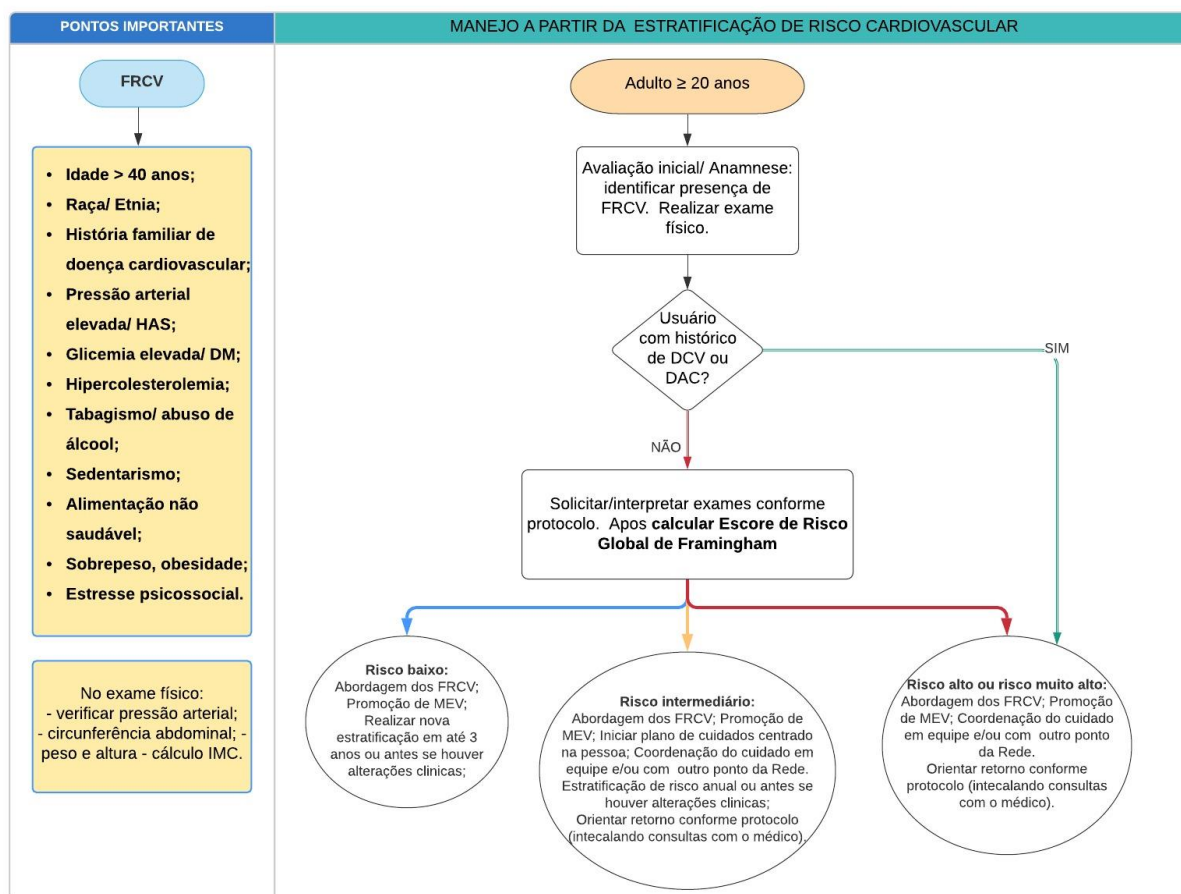 PONTOS IMPORTANTES
MANEJO A PARTIR DA ESTRATIFICAÇÃO DE RISCO CARDIOVASCULAR
FRCV
• Idade > 40 anos;
• Raça/ Etnia;
• História familiar de
doença cardiovascular;
• Pressão arterial
elevada/ HAS;
• Glicemia elevada/ DM;
• Hipercolesterolemia;
• Tabagismo/ abuso de
álcool;
• Sedentarismo;
• Alimentação não
saudável;
• Sobrepeso, obesidade;
• Estresse psicossocial.
No exame físico:
- verificar pressão arterial;
- circunferência abdominal; -
peso e altura - cálculo IMC.
Adulto ≥ 20 anos
Avaliação inicial/ Anamnese:
identificar presença de
FRCV. Realizar exame
físico.
Usuário
com histórico
de DCV ou
DAC?
SIM
NÃO
Solicitar/interpretar exames conforme
protocolo. Apos calcular Escore de Risco
Global de Framingham
Risco baixo:
Abordagem dos FRCV;
Promoção de MEV;
Realizar nova
estratificação em até 3
anos ou antes se houver
alterações clinicas;
Risco intermediário:
Abordagem dos FRCV; Promoção de
MEV; Iniciar plano de cuidados centrado
na pessoa; Coordenação do cuidado em
equipe e/ou com outro ponto da Rede.
Estratificação de risco anual ou antes se
houver alterações clinicas;
Orientar retorno conforme protocolo
(intecalando consultas com o médico).
Risco alto ou risco muito alto:
Abordagem dos FRCV; Promoção
de MEV; Coordenação do cuidado
em equipe e/ou com outro ponto
da Rede.
Orientar retorno conforme
protocolo (intecalando consultas
com o médico).